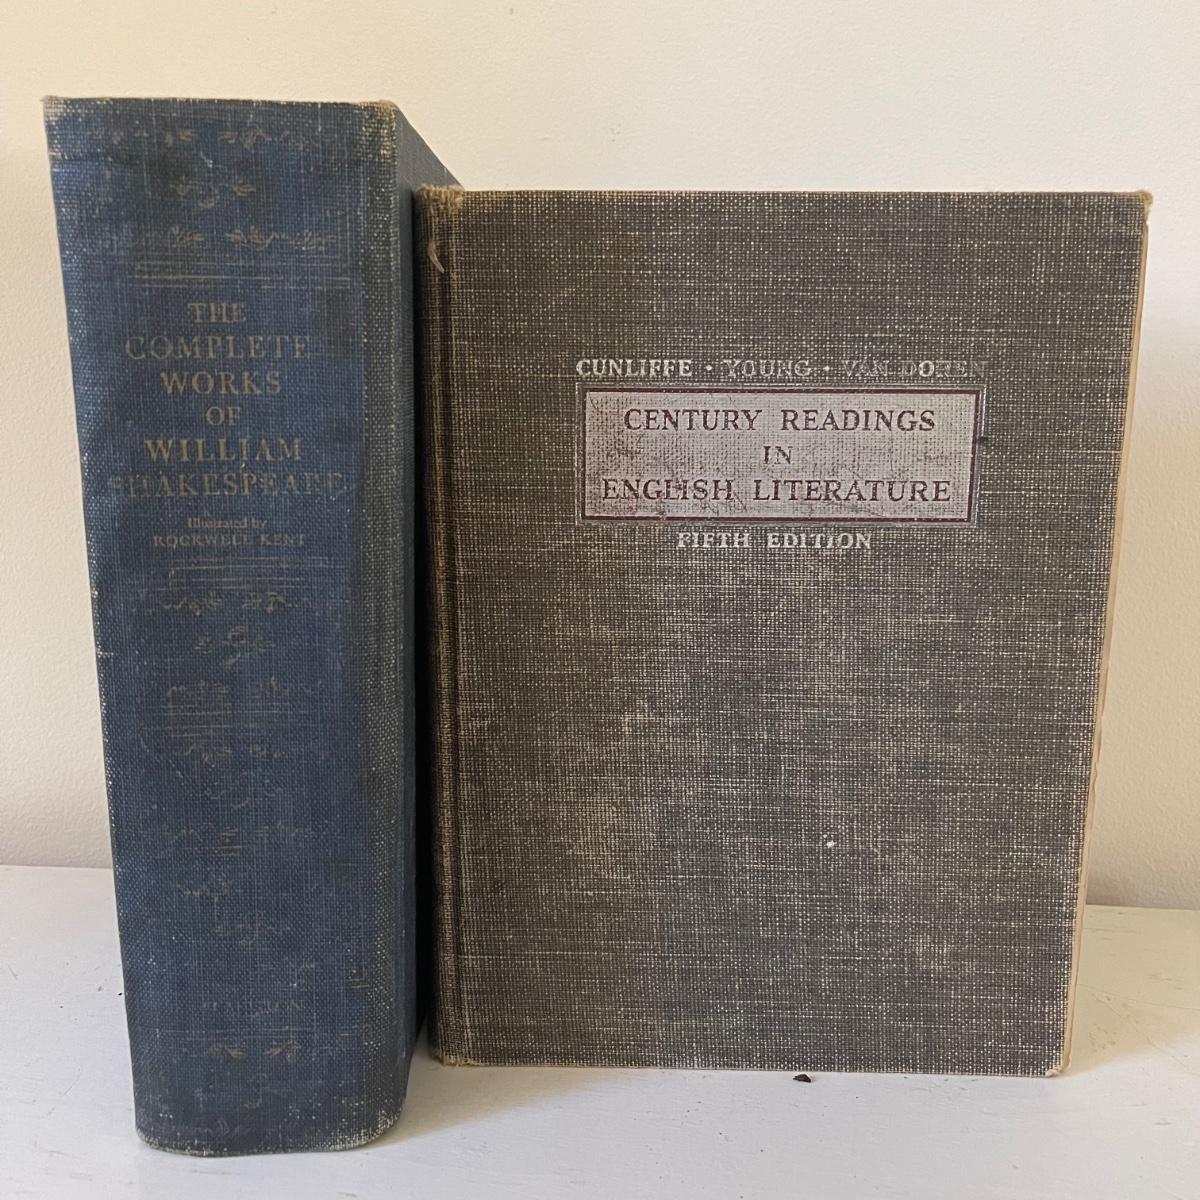 THE
COMPLETE
WORKS
OF
WILLIAM
SHAKESPEARE
Illustrated by
ROCKWELL KENT
CUNLIFFE • YOUNG • VAN DOREN
CENTURY READINGS
IN
ENGLISH LITERATURE
FIFTH EDITION